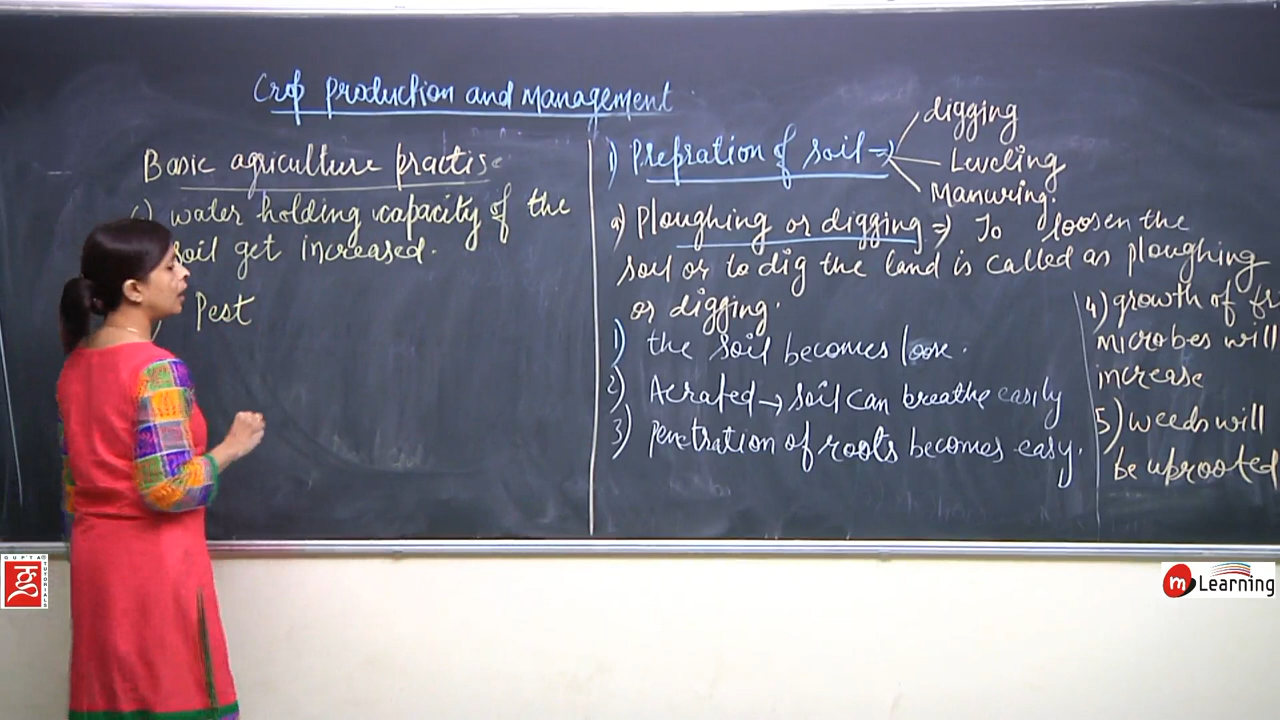 Crop production and management
Basic agriculture practise
water holding capacity of the
soil get increased.
Pest
1) Prepration of soil ⇒
digging
Leveling
Manuring.
a) Ploughing or digging ⇒ To loosen the
soil or to dig the land is called as ploughing
or digging.
1) the soil becomes loose.
2) Aerated → soil can breathe easily
3) penetration of roots becomes easy.
4) growth of
microbes will
increase
5) weeds will
be uprooted
GUPTA
TUTORIALS
m Learning